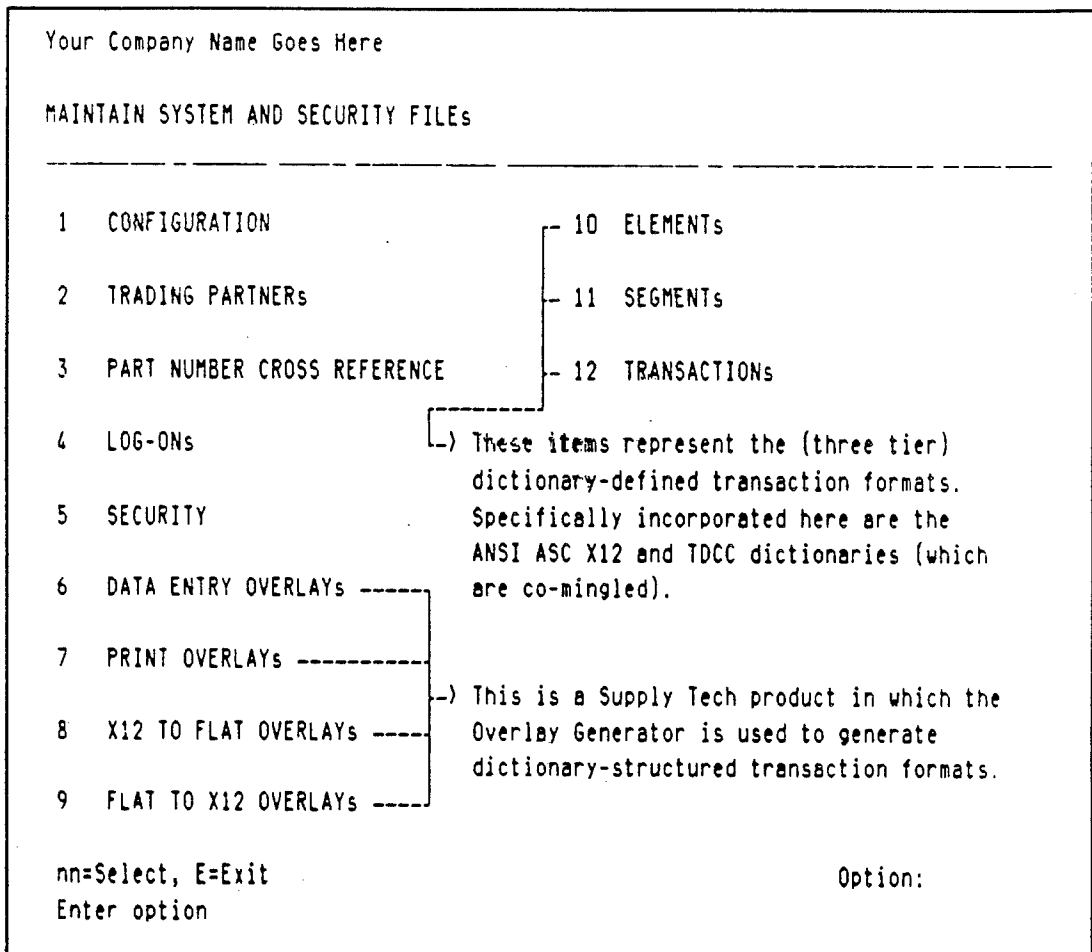 Your Company Name Goes Here
MAINTAIN SYSTEM AND SECURITY FILEs
1 CONFIGURATION
10 ELEMENTs
2 TRADING PARTNERs
11 SEGMENTs
3 PART NUMBER CROSS REFERENCE
12 TRANSACTIONs
4 LOG-ONs
These items represent the (three tier)
dictionary-defined transaction formats.
5 SECURITY
Specifically incorporated here are the
ANSI ASC X12 and TDCC dictionaries (which
6 DATA ENTRY OVERLAYs
are co-mingled).
7 PRINT OVERLAYs
This is a Supply Tech product in which the
8 X12 TO FLAT OVERLAYs
Overlay Generator is used to generate
dictionary-structured transaction formats.
9 FLAT TO X12 OVERLAYs
nn=Select, E=Exit
Option:
Enter option